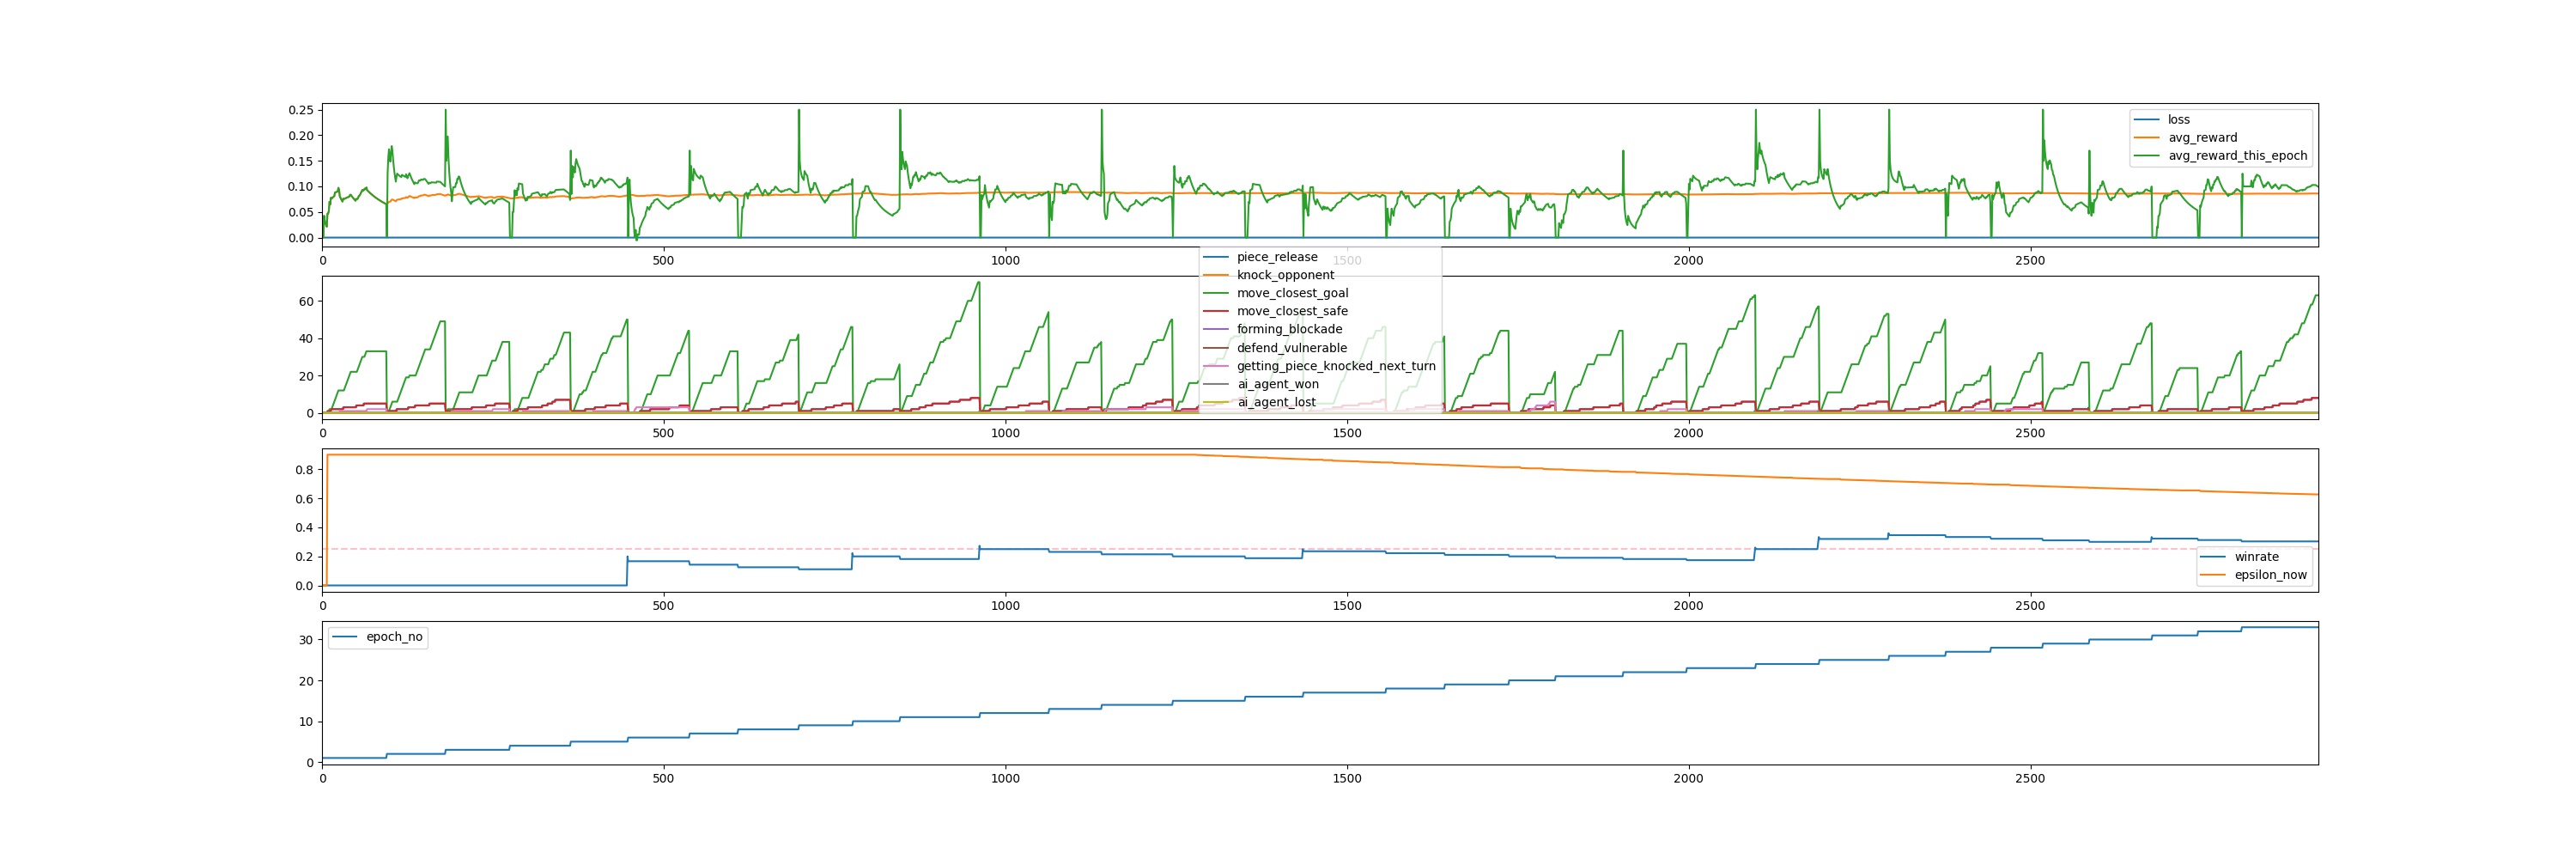 0.25
0.20
0.15
0.10
0.05
0.00
loss
avg_reward
avg_reward_this_epoch
0 500 1000 1500 2000 2500
60
40
20
0
piece_release
knock_opponent
move_closest_goal
move_closest_safe
forming_blockade
defend_vulnerable
getting_piece_knocked_next_turn
ai_agent_won
ai_agent_lost
0 500 1000 1500 2000 2500
0.8
0.6
0.4
0.2
0.0
winrate
epsilon_now
0 500 1000 1500 2000 2500
epoch_no
30
20
10
0
0 500 1000 1500 2000 2500